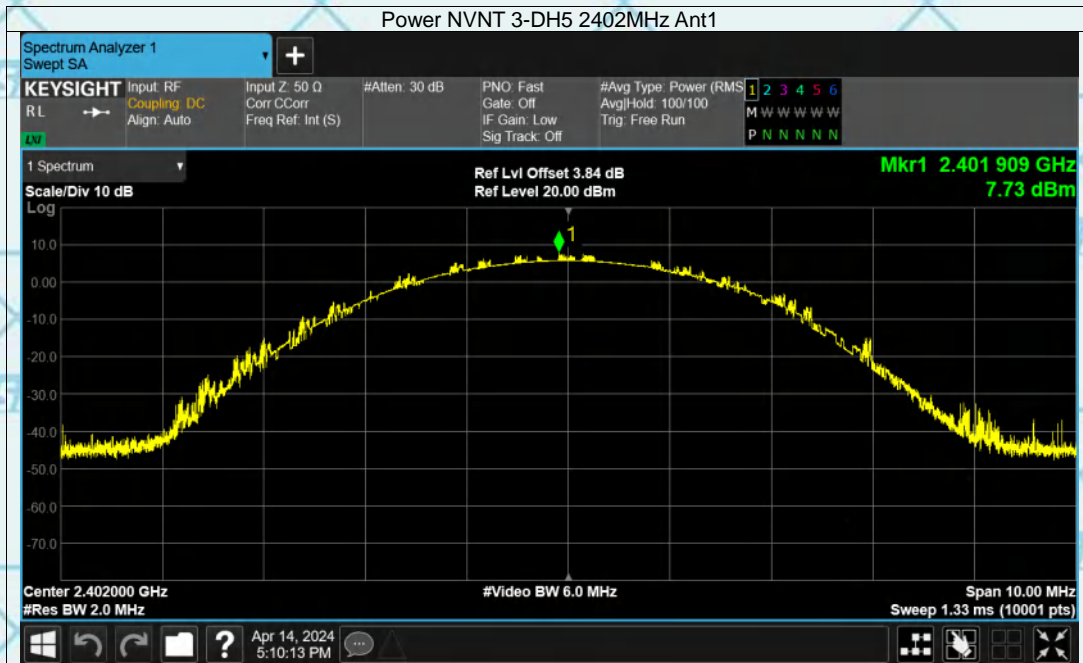 Power NVNT 3-DH5 2402MHz Ant1
Spectrum Analyzer 1
Swept SA
+
KEYSIGHT Input: RF Input Z: 50 Ω #Atten: 30 dB PNO: Fast #Avg Type: Power (RMS 1 2 3 4 5 6
RL Coupling: DC Corr CCorr Gate: Off Avg|Hold: 100/100 M W W W W W
Align: Auto Freq Ref: Int (S) IF Gain: Low Trig: Free Run
LXI Sig Track: Off P N N N N N
1 Spectrum Ref Lvl Offset 3.84 dB Mkr1 2.401 909 GHz
Scale/Div 10 dB Ref Level 20.00 dBm 7.73 dBm
Log
1
10.0
0.00
-10.0
-20.0
-30.0
-40.0
-50.0
-60.0
-70.0
Center 2.402000 GHz #Video BW 6.0 MHz Span 10.00 MHz
#Res BW 2.0 MHz Sweep 1.33 ms (10001 pts)
? Apr 14, 2024
5:10:13 PM